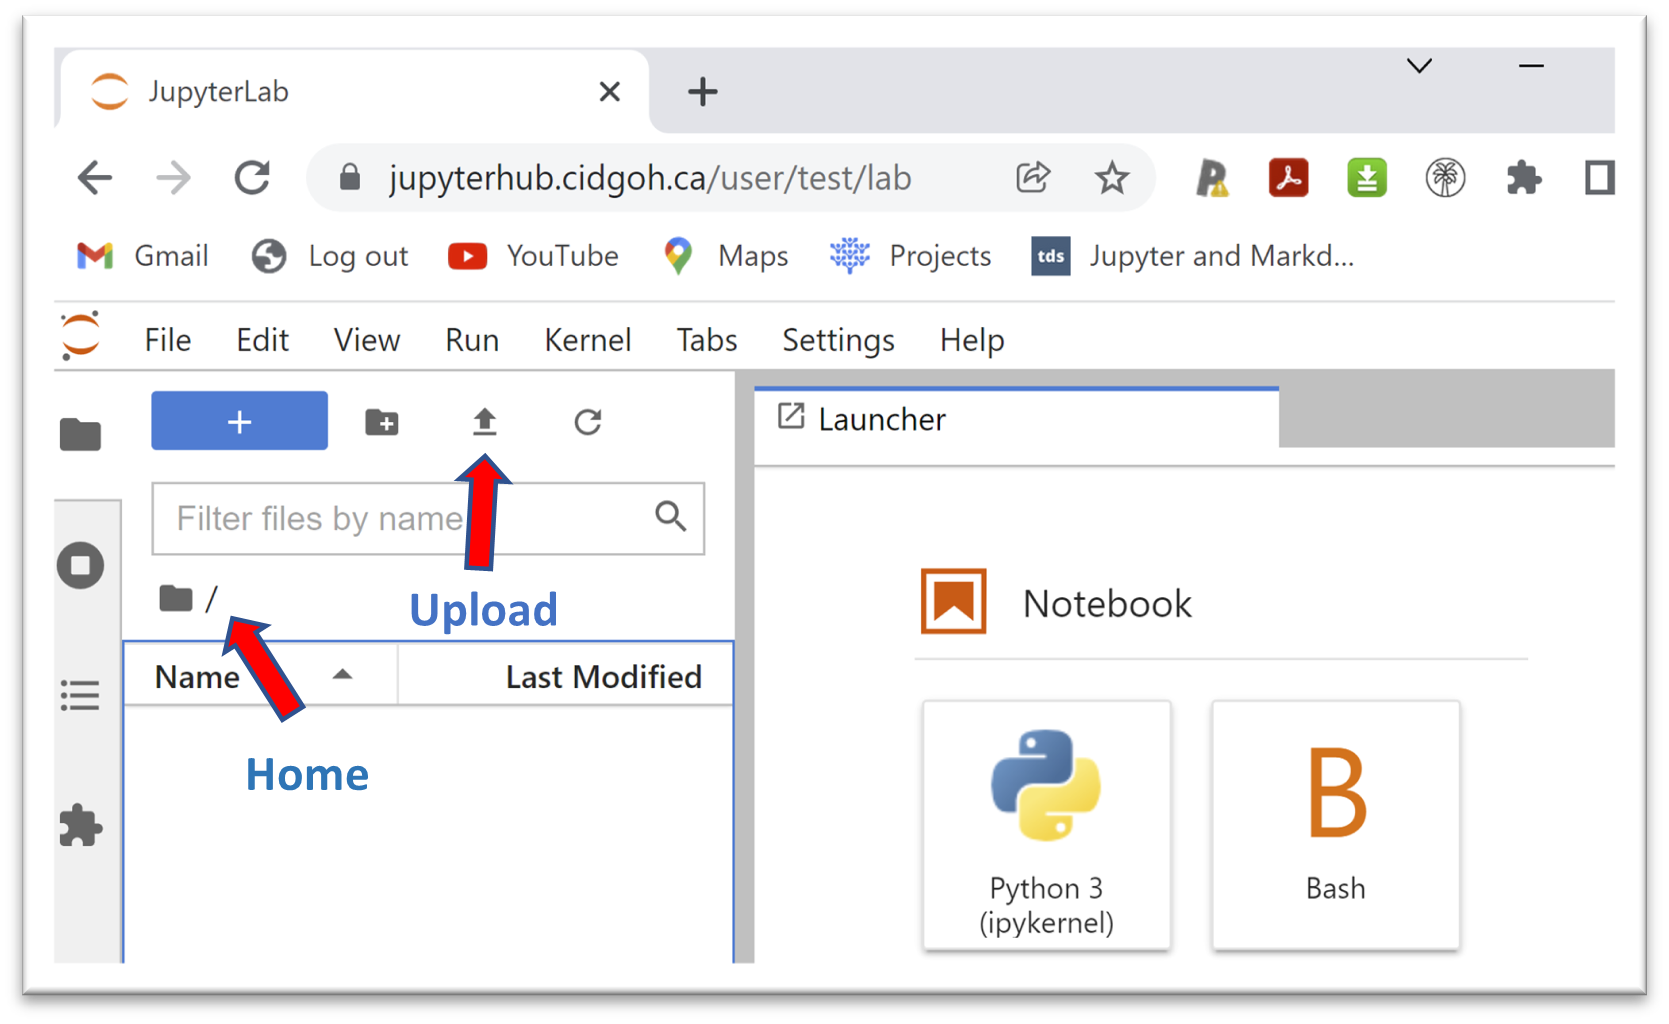 JupyterLab
jupyterhub.cidgoh.ca/user/test/lab
Gmail Log out YouTube Maps Projects tds Jupyter and Markd...
File Edit View Run Kernel Tabs Settings Help
Launcher
Filter files by name
/
Upload
Notebook
Name Last Modified
Home
B
Python 3
(ipykernel)
Bash